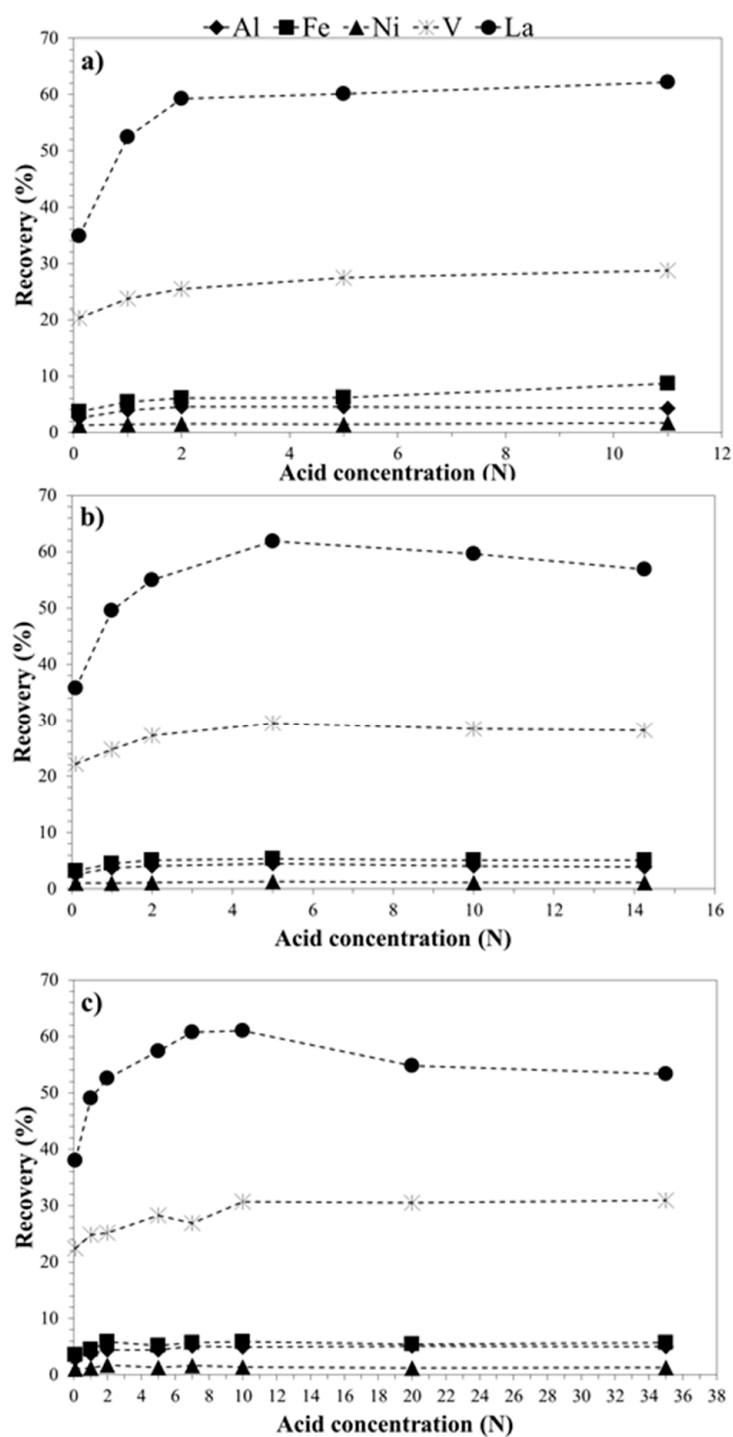 Al Fe Ni V La
a)
70
60
50
40
30
20
10
0
0 2 4 6 8 10 12
Recovery (%)
Acid concentration (N)
b)
70
60
50
40
30
20
10
0
0 2 4 6 8 10 12 14 16
Recovery (%)
Acid concentration (N)
c)
70
60
50
40
30
20
10
0
0 2 4 6 8 10 12 14 16 18 20 22 24 26 28 30 32 34 36 38
Recovery (%)
Acid concentration (N)